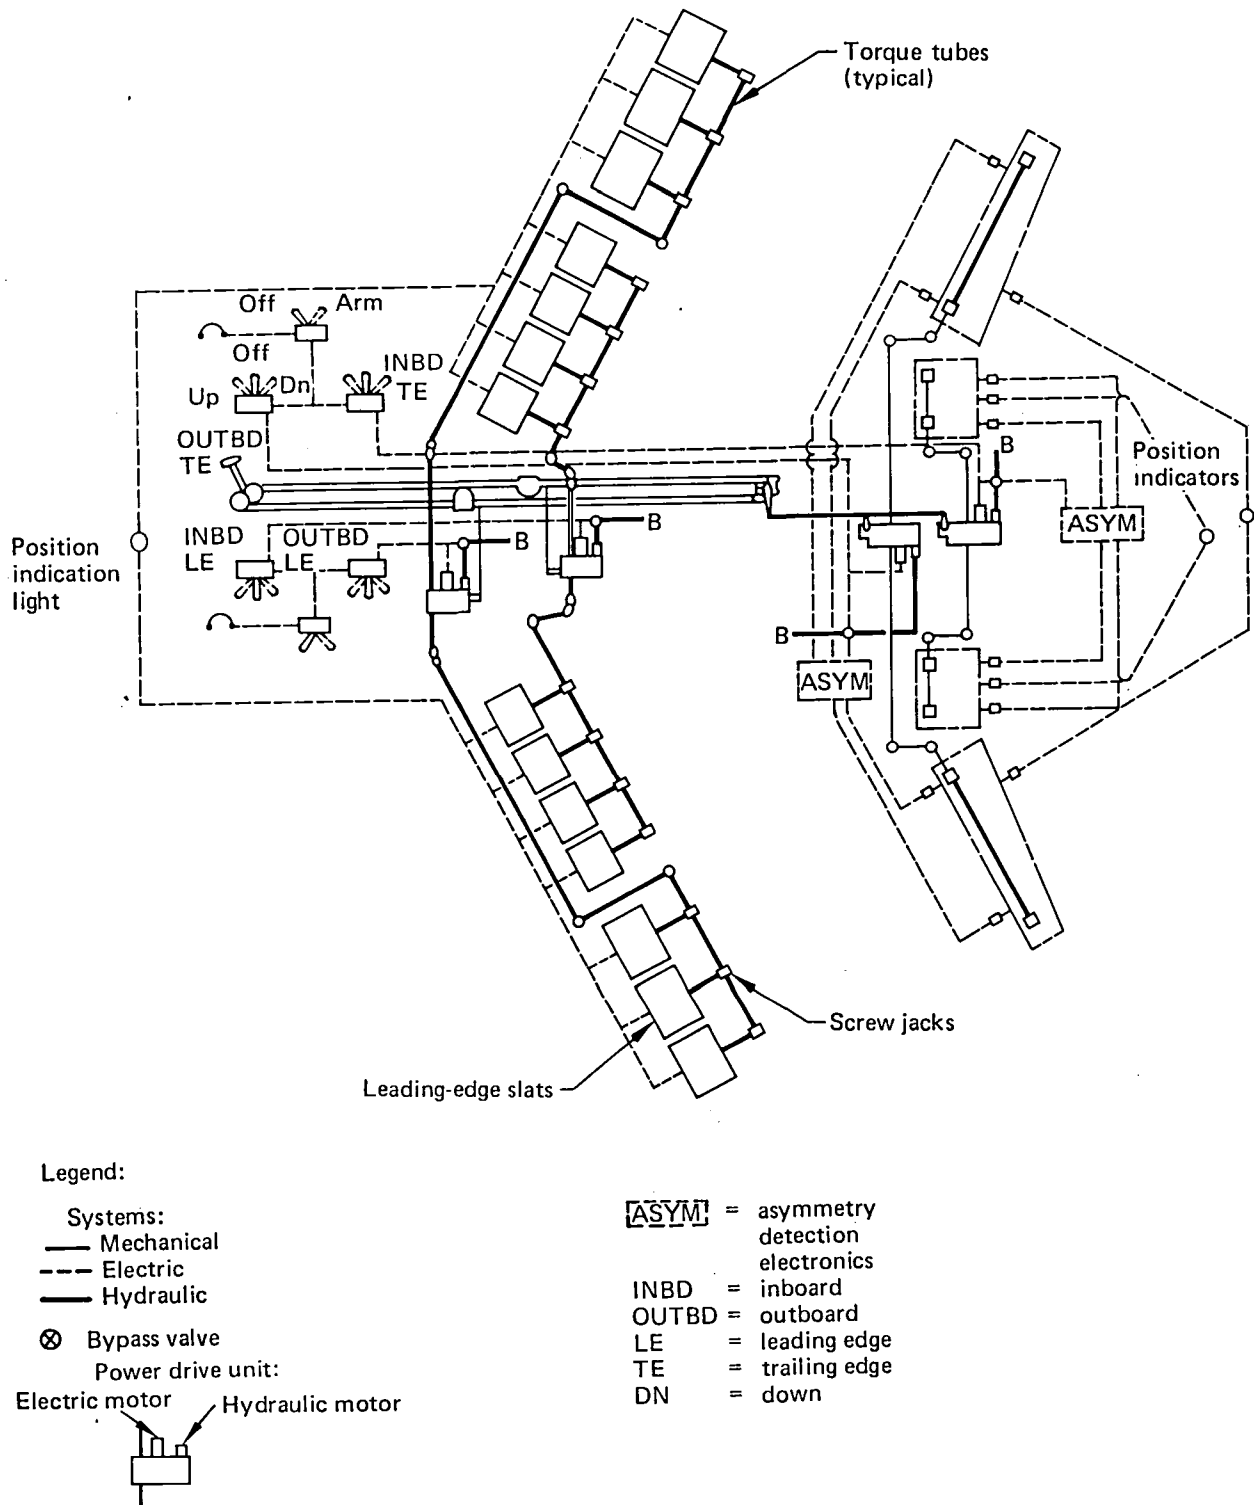 Torque tubes
(typical)
Off Arm
Off
Up Dn
INBD
TE
OUTBD
TE
B
Position
indicators
ASYM
INBD
LE
OUTBD
LE
B
B
Position
indication
light
B
ASYM
Screw jacks
Leading-edge slats
Legend:
Systems:
Mechanical
Electric
Hydraulic
Bypass valve
Power drive unit:
Electric motor
Hydraulic motor
ASYM = asymmetry
detection
electronics
INBD = inboard
OUTBD = outboard
LE = leading edge
TE = trailing edge
DN = down